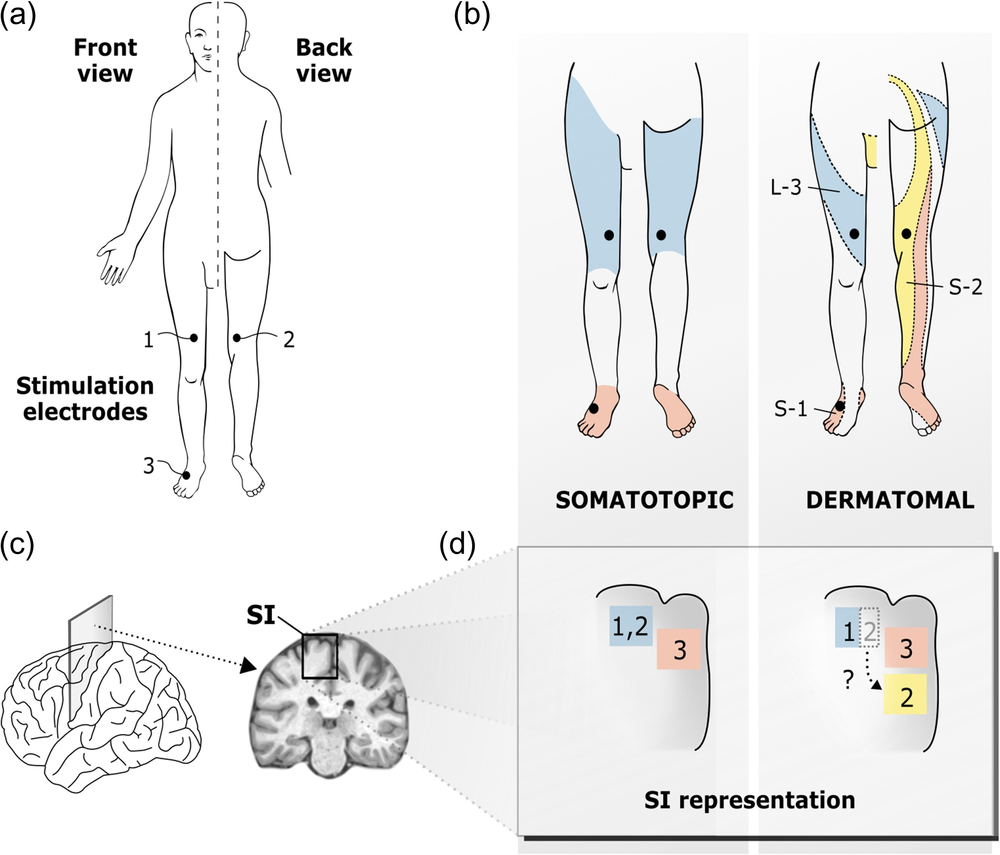 (a)
Front
view
Back
view
1
2
Stimulation
electrodes
3
(b)
L-3
S-2
S-1
SOMATOTOPIC
DERMATOMAL
(c)
SI
(d)
1,2
3
1
2
3
?
2
SI representation